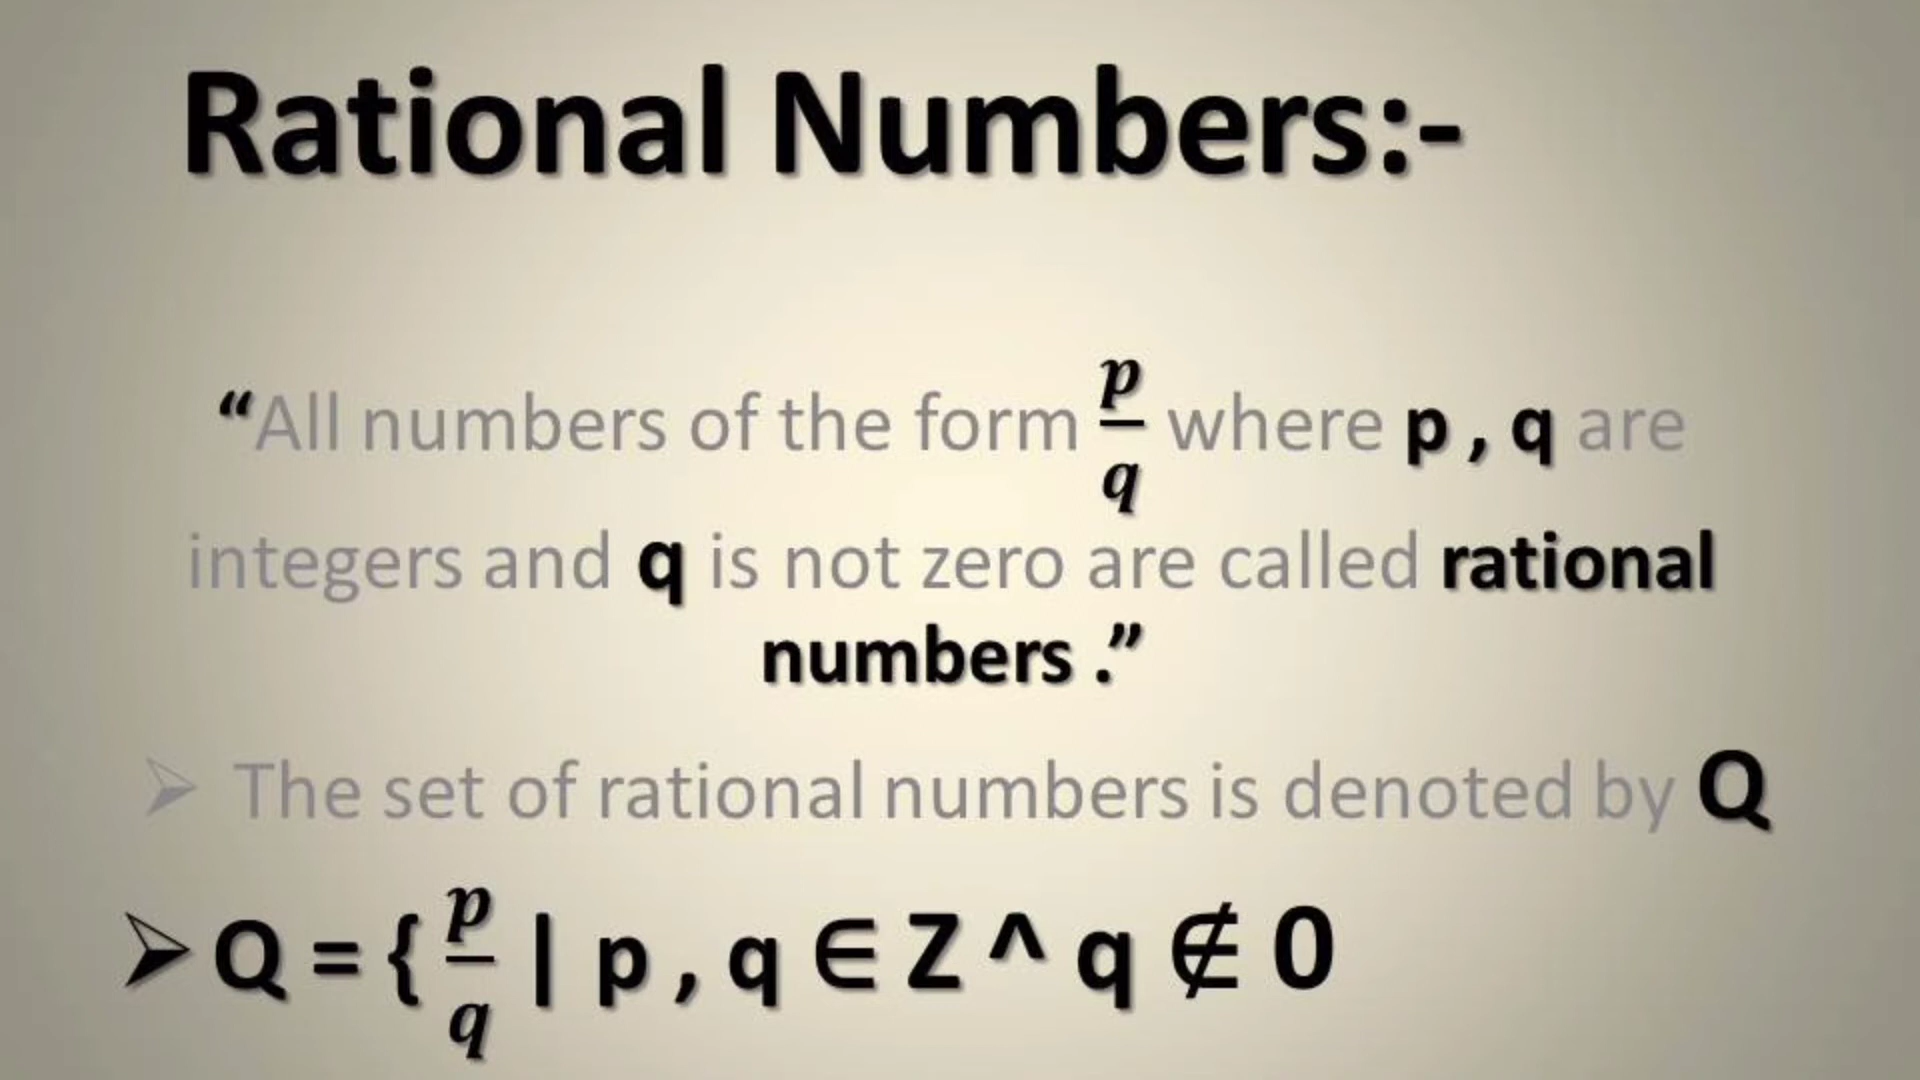 Rational Numbers:-
“All numbers of the form p/q where p , q are
integers and q is not zero are called rational
numbers .”
➢ The set of rational numbers is denoted by Q
➢ Q = { p/q | p , q ∈ Z ^ q ∉ 0